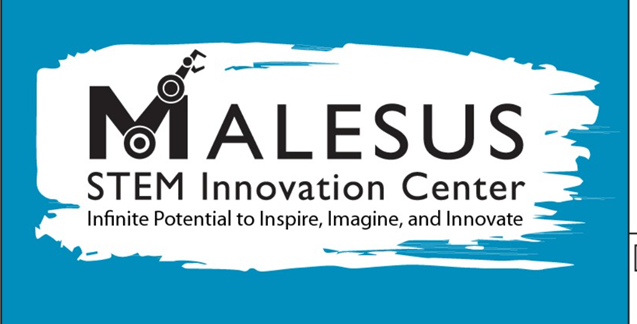 MALESUS
STEM Innovation Center
Infinite Potential to Inspire, Imagine, and Innovate